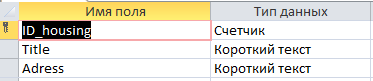 Имя поля Тип данных
ID_housing Счетчик
Title Короткий текст
Adress Короткий текст